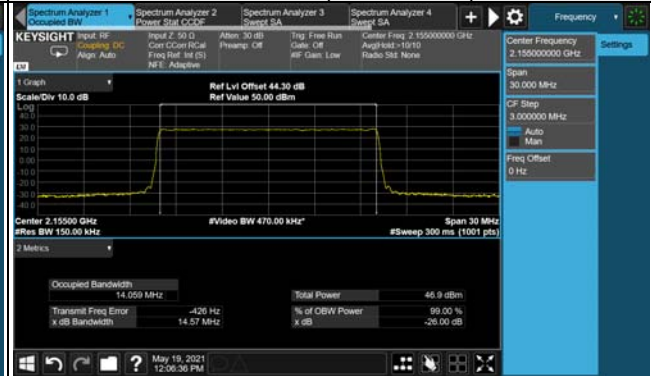 Spectrum Analyzer 1
Occupied BW
Spectrum Analyzer 2
Power Stat CCDF
Spectrum Analyzer 3
Swept SA
Spectrum Analyzer 4
Swept SA
Frequency
KEYSIGHT
Input: RF
Coupling: DC
Align: Auto
Input Z: 50 Ω
Corr CCorr RCal
Freq Ref: Int (S)
NFE: Adaptive
Atten: 30 dB
Preamp: Off
Trig: Free Run
Gate: Off
#IF Gain: Low
Center Freq: 2.155000000 GHz
Avg|Hold:>10/10
Radio Std: None
Center Frequency
2.155000000 GHz
Settings
Span
30.000 MHz
CF Step
3.000000 MHz
Auto
Man
Freq Offset
0 Hz
1 Graph
Scale/Div 10.0 dB
Ref Lvl Offset 44.30 dB
Ref Value 50.00 dBm
Log
40.0
30.0
20.0
10.0
0.00
-10.0
-20.0
-30.0
-40.0
Center 2.15500 GHz
#Res BW 150.00 kHz
#Video BW 470.00 kHz*
Span 30 MHz
#Sweep 300 ms (1001 pts)
2 Metrics
Occupied Bandwidth
14.059 MHz
Total Power 46.9 dBm
Transmit Freq Error -426 Hz
% of OBW Power 99.00 %
x dB Bandwidth 14.57 MHz
x dB -26.00 dB
?
May 19, 2021
12:06:36 PM